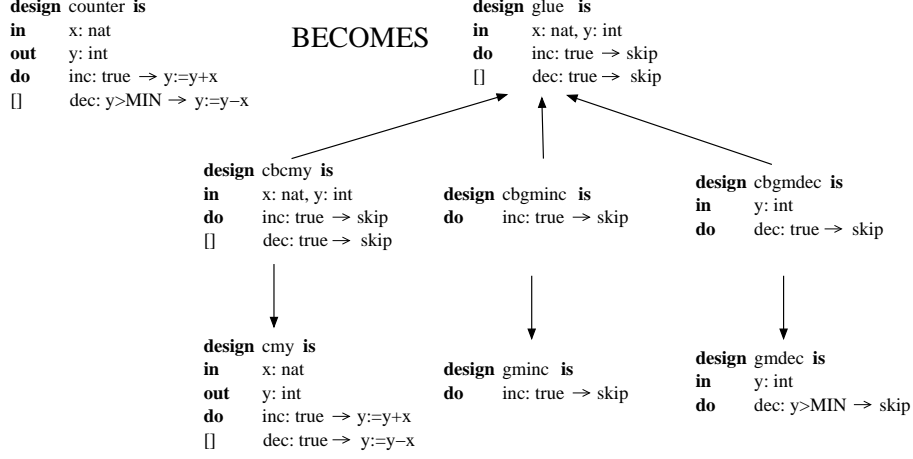 design counter is
in x: nat
out y: int
do inc: true → y:=y+x
[] dec: y>MIN → y:=y−x
BECOMES
design glue is
in x: nat, y: int
do inc: true → skip
[] dec: true → skip
design cbcmy is
in x: nat, y: int
do inc: true → skip
[] dec: true → skip
design cbgminc is
do inc: true → skip
design cbgmdec is
in y: int
do dec: true → skip
design cmy is
in x: nat
out y: int
do inc: true → y:=y+x
[] dec: true → y:=y−x
design gminc is
do inc: true → skip
design gmdec is
in y: int
do dec: y>MIN → skip